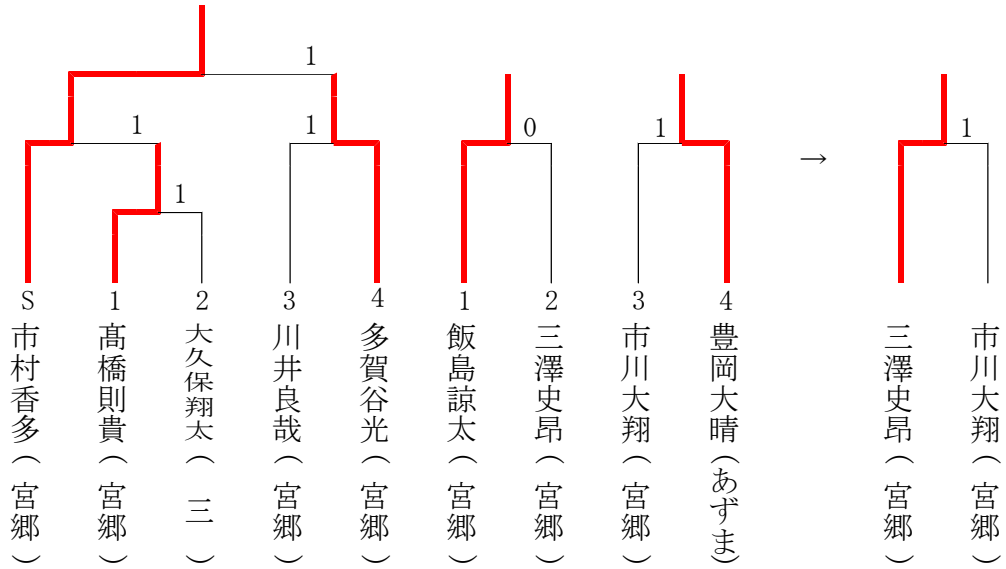 1
1
1
0
1
1
1
→
S
1
2
3
4
1
2
3
4
市村香多(宮郷)
髙橋則貴(宮郷)
大久保翔太(三)
川井良哉(宮郷)
多賀谷光(宮郷)
飯島諒太(宮郷)
三澤史昂(宮郷)
市川大翔(宮郷)
豊岡大晴(あずま)
三澤史昂(宮郷)
市川大翔(宮郷)